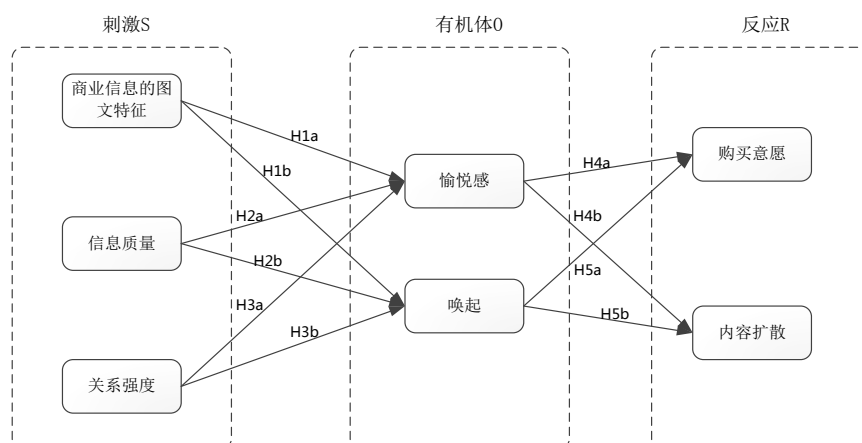 刺激S
有机体O
反应R
商业信息的图
文特征
信息质量
关系强度
H1a
H1b
H2a
H2b
H3a
H3b
愉悦感
唤起
H4a
H4b
H5a
H5b
购买意愿
内容扩散